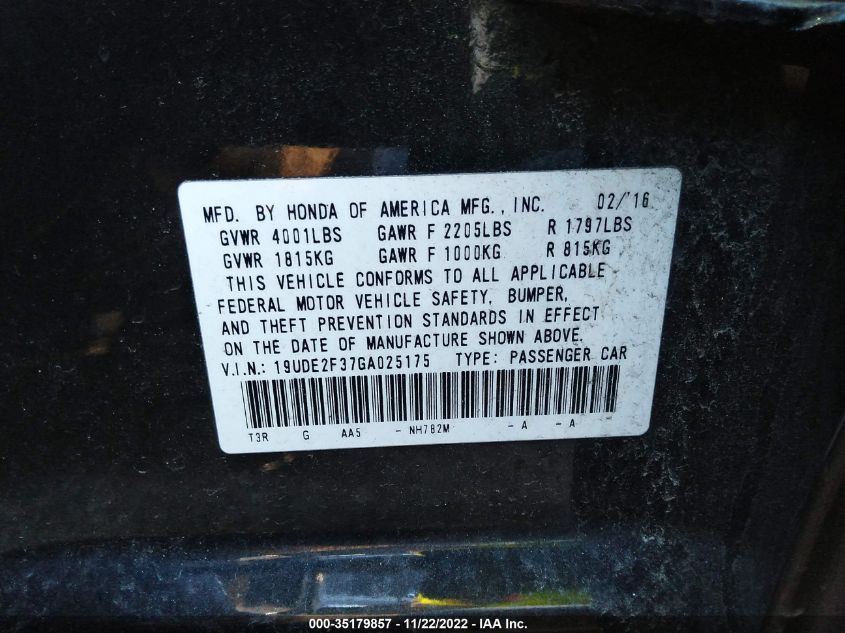 MFD. BY HONDA OF AMERICA MFG., INC. 02/'16
GVWR 4001LBS GAWR F 2205LBS R 1797LBS
GVWR 1815KG GAWR F 1000KG R 815KG
THIS VEHICLE CONFORMS TO ALL APPLICABLE
FEDERAL MOTOR VEHICLE SAFETY, BUMPER,
AND THEFT PREVENTION STANDARDS IN EFFECT
ON THE DATE OF MANUFACTURE SHOWN ABOVE.
V.I.N.: 19UDE2F37GA025175 TYPE: PASSENGER CAR
T3R G AA5 - NH782M - A - A -
000-35179857 - 11/22/2022 - IAA Inc.